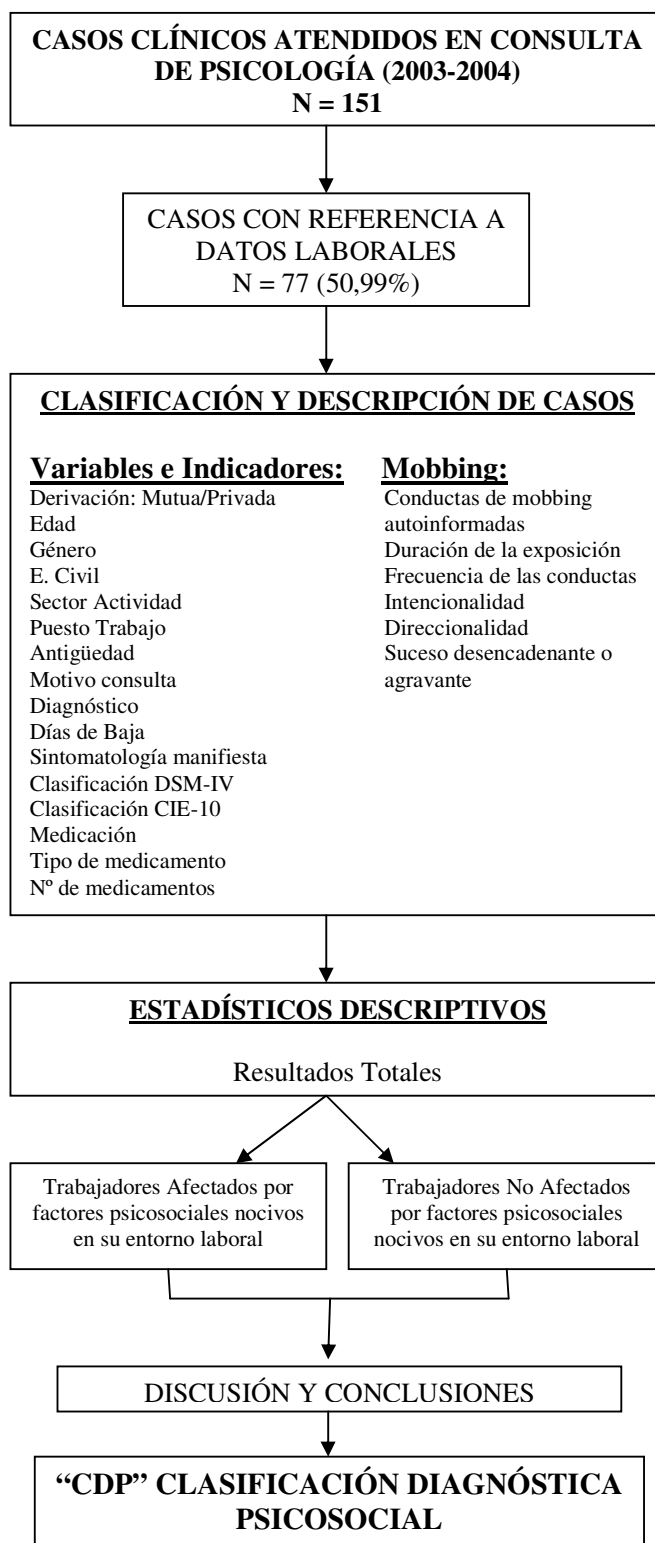 CASOS CLÍNICOS ATENDIDOS EN CONSULTA
DE PSICOLOGÍA (2003-2004)
N = 151
CASOS CON REFERENCIA A
DATOS LABORALES
N = 77 (50,99%)
CLASIFICACIÓN Y DESCRIPCIÓN DE CASOS
Variables e Indicadores:
Derivación: Mutua/Privada
Edad
Género
E. Civil
Sector Actividad
Puesto Trabajo
Antigüedad
Motivo consulta
Diagnóstico
Días de Baja
Sintomatología manifiesta
Clasificación DSM-IV
Clasificación CIE-10
Medicación
Tipo de medicamento
Nº de medicamentos
Mobbing:
Conductas de mobbing
autoinformadas
Duración de la exposición
Frecuencia de las conductas
Intencionalidad
Direccionalidad
Suceso desencadenante o
agravante
ESTADÍSTICOS DESCRIPTIVOS
Resultados Totales
Trabajadores Afectados por
factores psicosociales nocivos
en su entorno laboral
Trabajadores No Afectados
por factores psicosociales
nocivos en su entorno laboral
DISCUSIÓN Y CONCLUSIONES
“CDP” CLASIFICACIÓN DIAGNÓSTICA
PSICOSOCIAL